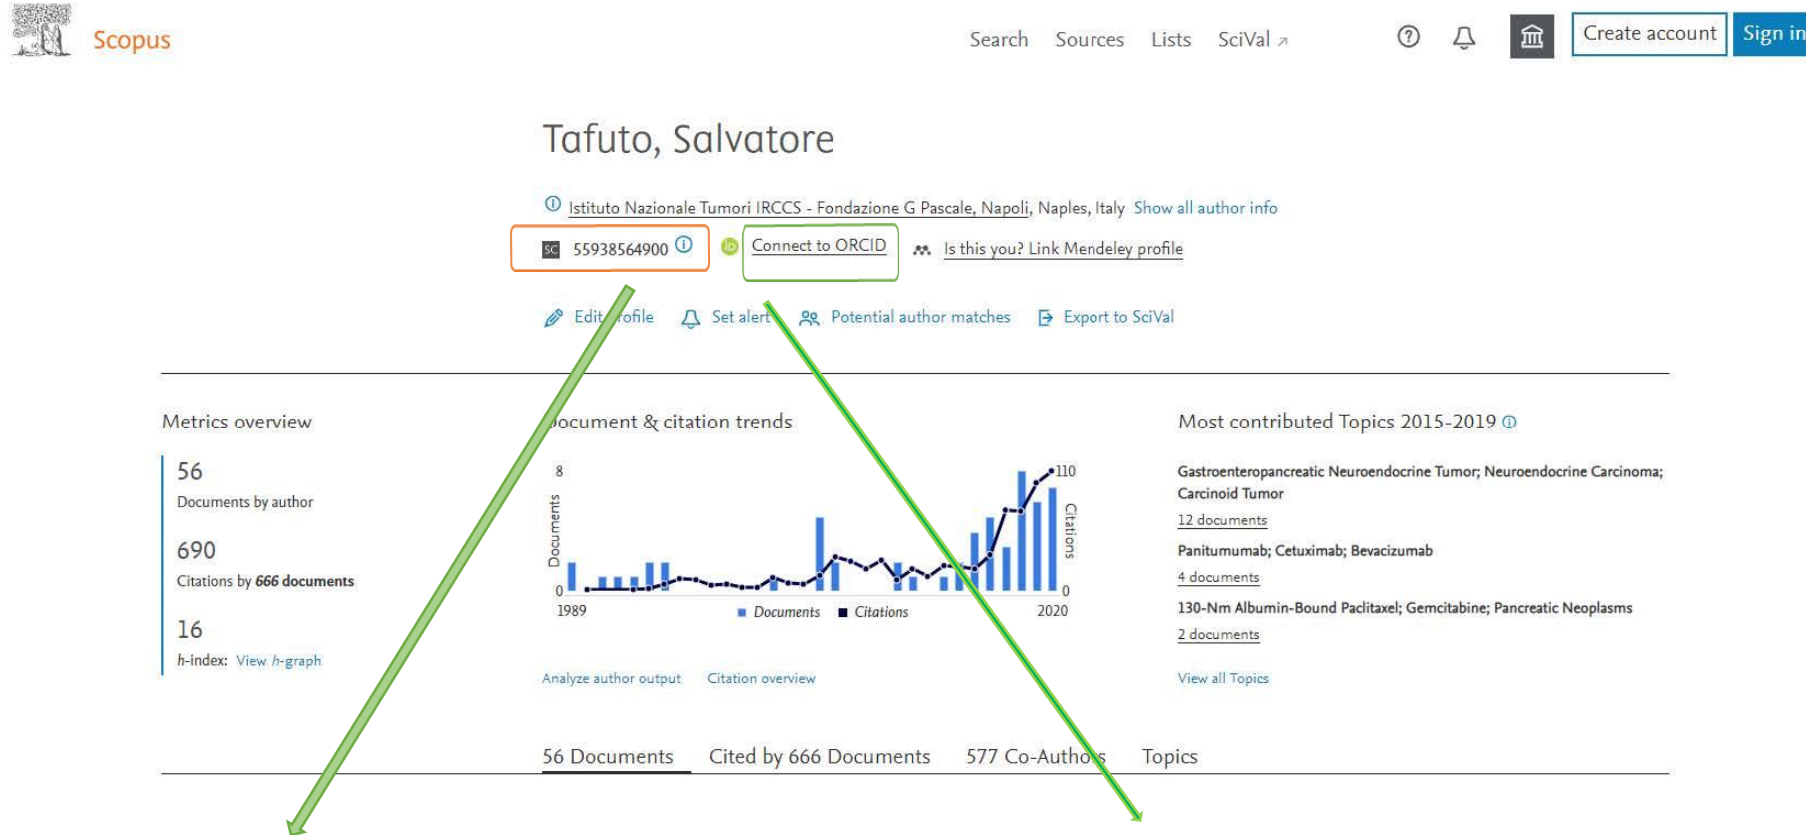 Scopus
Search Sources Lists SciVal
Create account
Sign in
Tafuto, Salvatore
Istituto Nazionale Tumori IRCCS - Fondazione G Pascale, Napoli, Naples, Italy Show all author info
SC 55938564900 iD Connect to ORCID Is this you? Link Mendeley profile
Edit profile Set alert Potential author matches Export to SciVal
Metrics overview
56
Documents by author
690
Citations by 666 documents
16
h-index: View h-graph
Document & citation trends
8
110
Documents
Citations
0
0
1989
2020
Documents Citations
Analyze author output Citation overview
Most contributed Topics 2015-2019
Gastroenteropancreatic Neuroendocrine Tumor; Neuroendocrine Carcinoma;
Carcinoid Tumor
12 documents
Panitumumab; Cetuximab; Bevacizumab
4 documents
130-Nm Albumin-Bound Paclitaxel; Gemcitabine; Pancreatic Neoplasms
2 documents
View all Topics
56 Documents Cited by 666 Documents 577 Co-Authors Topics